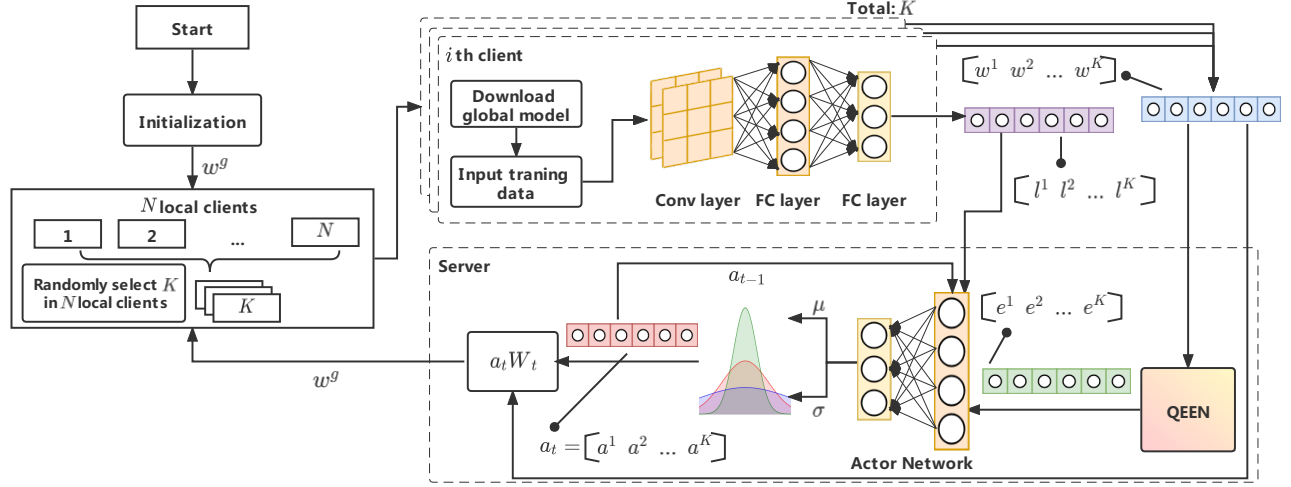 Start
Initialization
w^g
N local clients
1 2 ... N
Randomly select K
in N local clients
K
Total: K
i th client
Download
global model
Input traning
data
Conv layer FC layer FC layer
[w^1 w^2 ... w^K]
[l^1 l^2 ... l^K]
Server
a_{t-1}
[e^1 e^2 ... e^K]
μ
σ
a_t W_t
w^g
a_t = [a^1 a^2 ... a^K]
QEEN
Actor Network